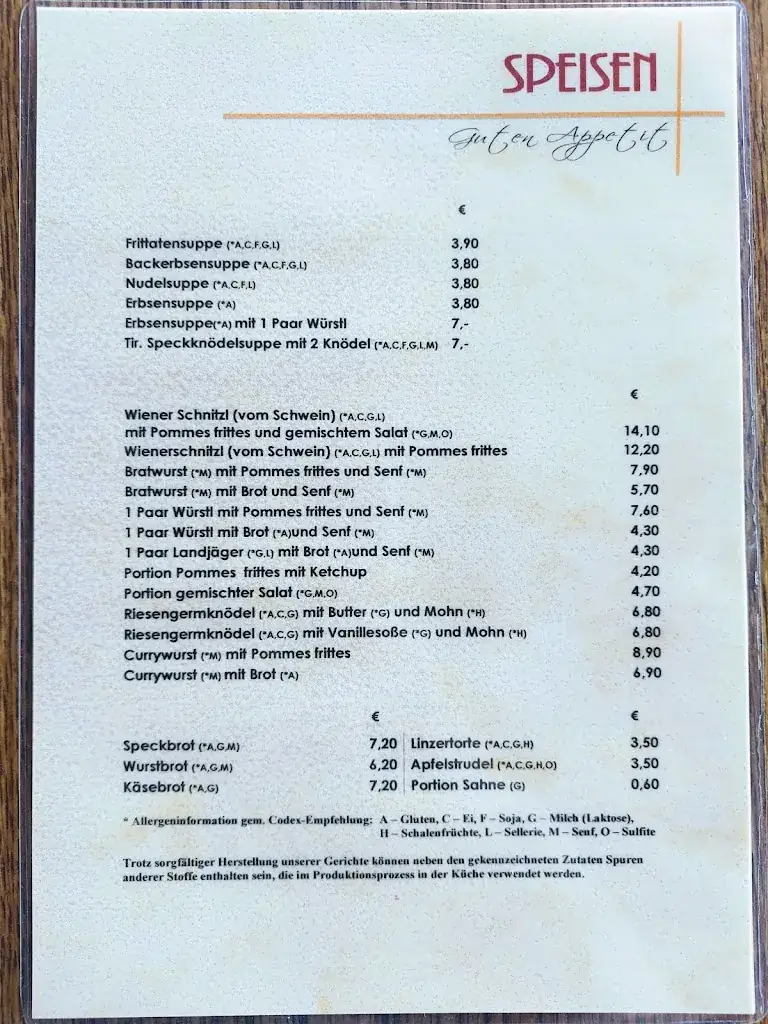 SPEISEN
Guten Appetit
€
Frittatensuppe (*A,C,F,G,L) 3,90
Backerbsensuppe (*A,C,F,G,L) 3,80
Nudelsuppe (*A,C,F,L) 3,80
Erbsensuppe (*A) 3,80
Erbsensuppe(*A) mit 1 Paar Würstl 7,-
Tir. Speckknödelsuppe mit 2 Knödel (*A,C,F,G,L,M) 7,-
€
Wiener Schnitzl (vom Schwein) (*A,C,G,L)
mit Pommes frittes und gemischtem Salat (*G,M,O) 14,10
Wienerschnitzl (vom Schwein) (*A,C,G,L) mit Pommes frittes 12,20
Bratwurst (*M) mit Pommes frittes und Senf (*M) 7,90
Bratwurst (*M) mit Brot und Senf (*M) 5,70
1 Paar Würstl mit Pommes frittes und Senf (*M) 7,60
1 Paar Würstl mit Brot (*A)und Senf (*M) 4,30
1 Paar Landjäger (*G,L) mit Brot (*A)und Senf (*M) 4,30
Portion Pommes frittes mit Ketchup 4,20
Portion gemischter Salat (*G,M,O) 4,70
Riesengermknödel (*A,C,G) mit Butter (*G) und Mohn (*H) 6,80
Riesengermknödel (*A,C,G) mit Vanillesoße (*G) und Mohn (*H) 6,80
Currywurst (*M) mit Pommes frittes 8,90
Currywurst (*M) mit Brot (*A) 6,90
€ €
Speckbrot (*A,G,M) 7,20 Linzertorte (*A,C,G,H) 3,50
Wurstbrot (*A,G,M) 6,20 Apfelstrudel (*A,C,G,H,O) 3,50
Käsebrot (*A,G) 7,20 Portion Sahne (G) 0,60
* Allergeninformation gem. Codex-Empfehlung: A – Gluten, C – Ei, F – Soja, G – Milch (Laktose),
H – Schalenfrüchte, L – Sellerie, M – Senf, O – Sulfite
Trotz sorgfältiger Herstellung unserer Gerichte können neben den gekennzeichneten Zutaten Spuren
anderer Stoffe enthalten sein, die im Produktionsprozess in der Küche verwendet werden.